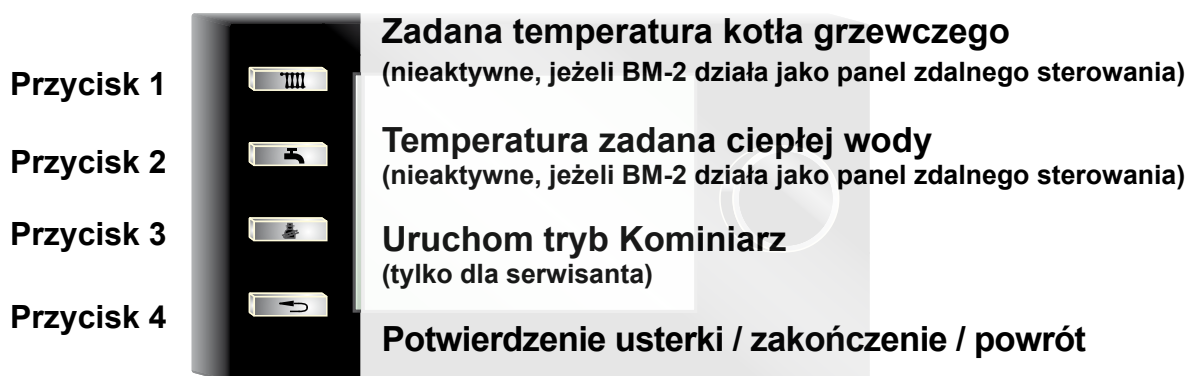 Zadana temperatura kotła grzewczego
Przycisk 1
(nieaktywne, jeżeli BM-2 działa jako panel zdalnego sterowania)
Temperatura zadana ciepłej wody
Przycisk 2
(nieaktywne, jeżeli BM-2 działa jako panel zdalnego sterowania)
Przycisk 3
Uruchom tryb Kominiarz
(tylko dla serwisanta)
Przycisk 4
Potwierdzenie usterki / zakończenie / powrót